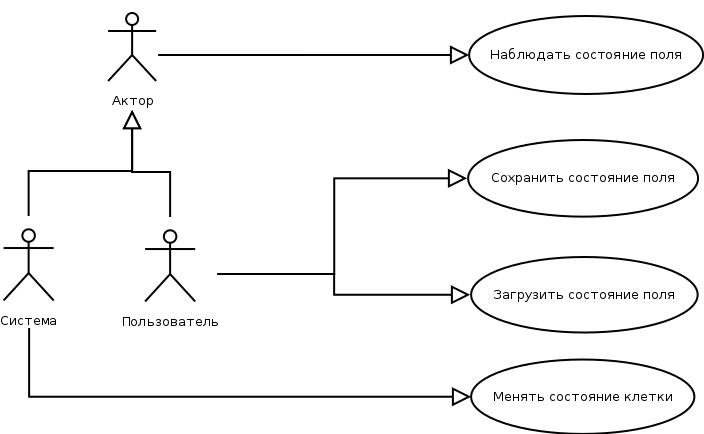 Наблюдать состояние поля
Актор
Сохранить состояние поля
Загрузить состояние поля
Система
Пользователь
Менять состояние клетки